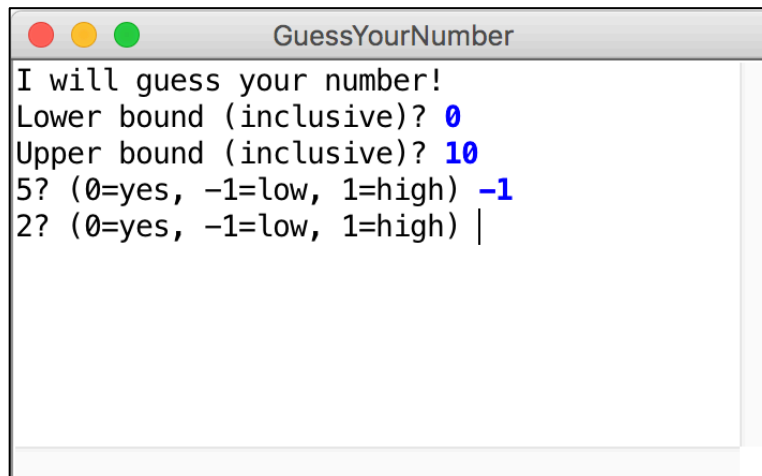 GuessYourNumber
I will guess your number!
Lower bound (inclusive)? 0
Upper bound (inclusive)? 10
5? (0=yes, −1=low, 1=high) −1
2? (0=yes, −1=low, 1=high)